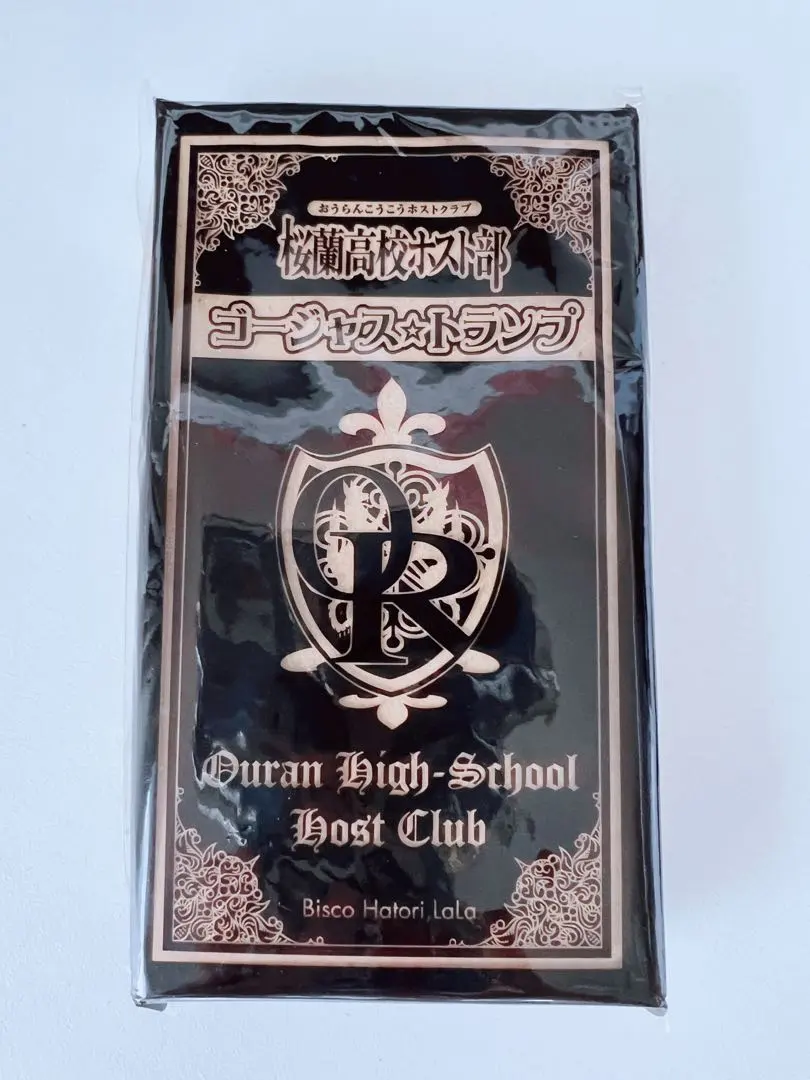 おうらんこうこうホストクラブ
桜蘭高校ホスト部
ゴージャス☆トランプ
OR
Ouran High-School
Host Club
Bisco Hatori, LaLa